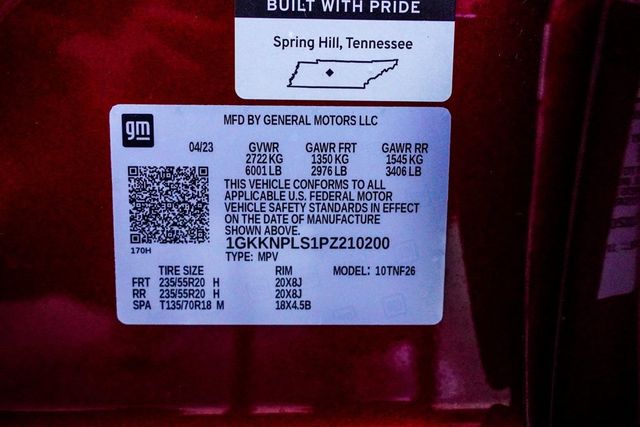 BUILT WITH PRIDE
Spring Hill, Tennessee
gm
MFD BY GENERAL MOTORS LLC
04/23 GVWR GAWR FRT GAWR RR
2722 KG 1350 KG 1545 KG
6001 LB 2976 LB 3406 LB
THIS VEHICLE CONFORMS TO ALL
APPLICABLE U.S. FEDERAL MOTOR
VEHICLE SAFETY STANDARDS IN EFFECT
ON THE DATE OF MANUFACTURE
SHOWN ABOVE.
1GKKNPLS1PZ210200
170H
TYPE: MPV
TIRE SIZE RIM MODEL: 10TNF26
FRT 235/55R20 H 20X8J
RR 235/55R20 H 20X8J
SPA T135/70R18 M 18X4.5B